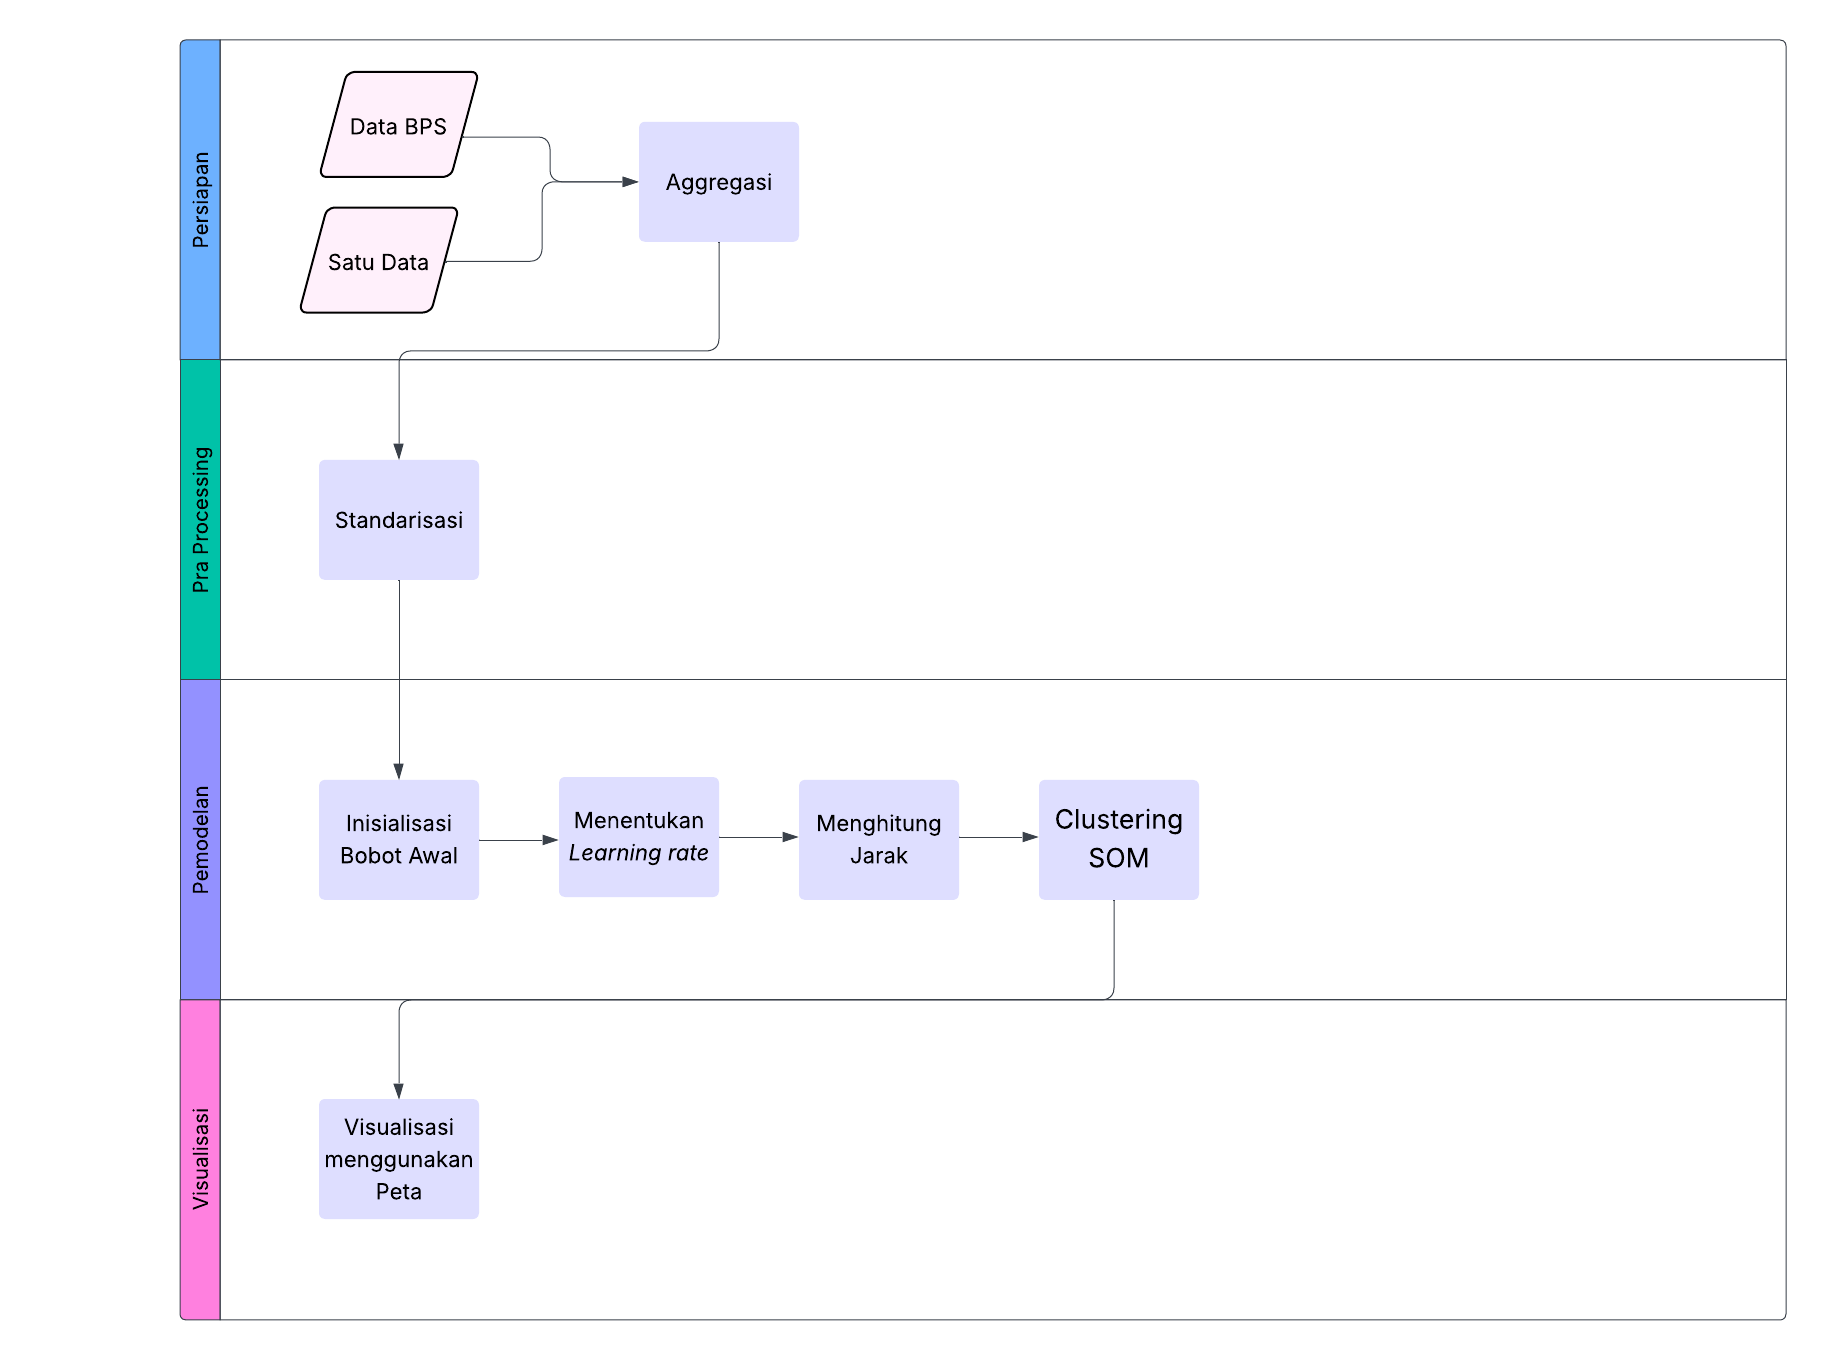 Persiapan
Data BPS
Satu Data
Aggregasi
Pra Processing
Standarisasi
Pemodelan
Inisialisasi
Bobot Awal
Menentukan
Learning rate
Menghitung
Jarak
Clustering
SOM
Visualisasi
Visualisasi
menggunakan
Peta